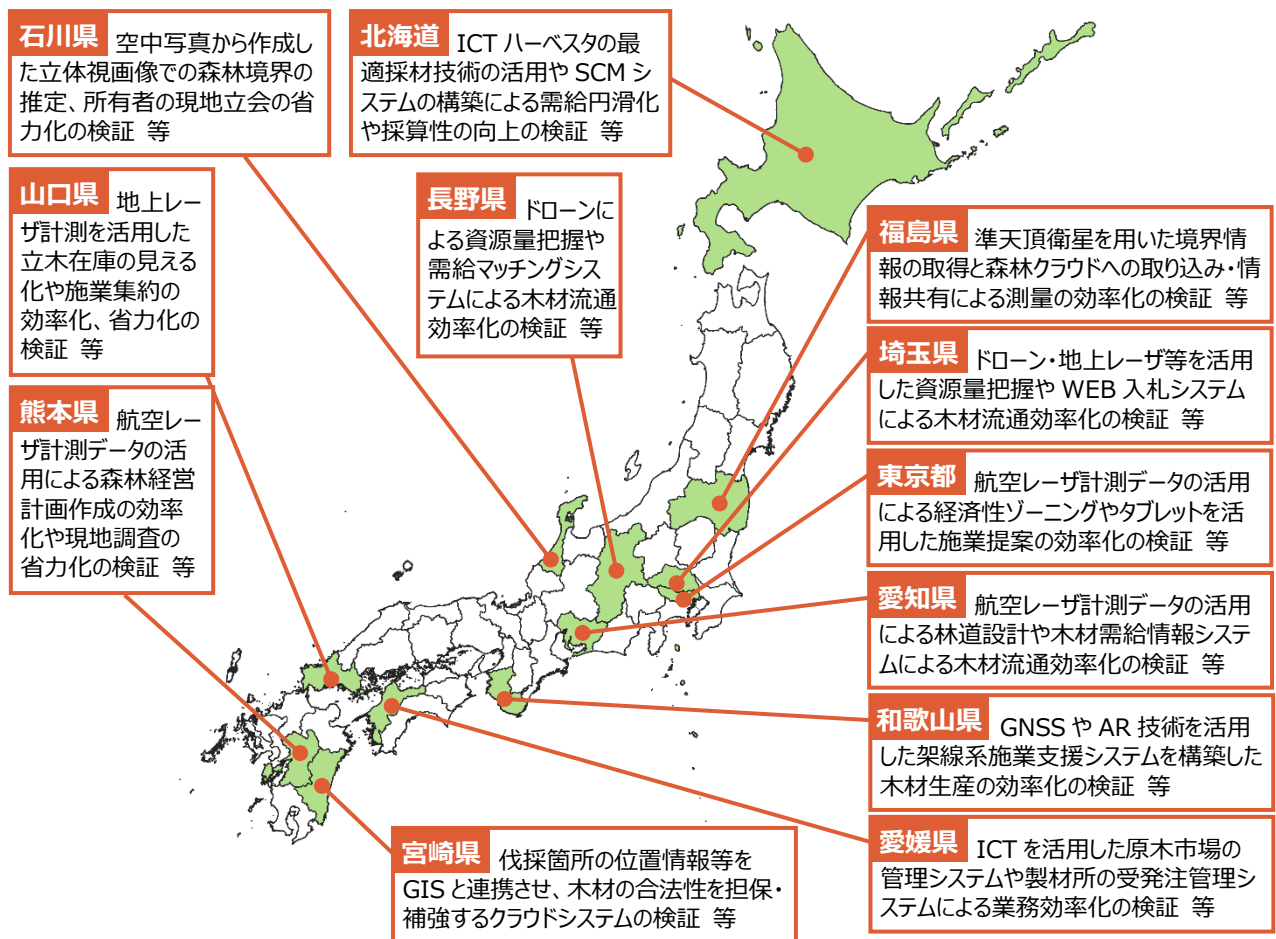 石川県 空中写真から作成し
た立体視画像での森林境界の
推定、所有者の現地立会の省
力化の検証 等
北海道 ICT ハーベスタの最
適採材技術の活用や SCM シ
ステムの構築による需給円滑化
や採算性の向上の検証 等
山口県 地上レー
ザ計測を活用した
立木在庫の見える
化や施業集約の
効率化、省力化の
検証 等
長野県 ドローンに
よる資源量把握や
需給マッチングシス
テムによる木材流通
効率化の検証 等
福島県 準天頂衛星を用いた境界情
報の取得と森林クラウドへの取り込み・情
報共有による測量の効率化の検証 等
埼玉県 ドローン・地上レーザ等を活用
した資源量把握や WEB 入札システム
による木材流通効率化の検証 等
熊本県 航空レー
ザ計測データの活
用による森林経営
計画作成の効率
化や現地調査の
省力化の検証 等
東京都 航空レーザ計測データの活用
による経済性ゾーニングやタブレットを活
用した施業提案の効率化の検証 等
愛知県 航空レーザ計測データの活用
による林道設計や木材需給情報システ
ムによる木材流通効率化の検証 等
和歌山県 GNSS や AR 技術を活用
した架線系施業支援システムを構築した
木材生産の効率化の検証 等
宮崎県 伐採箇所の位置情報等を
GIS と連携させ、木材の合法性を担保・
補強するクラウドシステムの検証 等
愛媛県 ICT を活用した原木市場の
管理システムや製材所の受発注管理シ
ステムによる業務効率化の検証 等